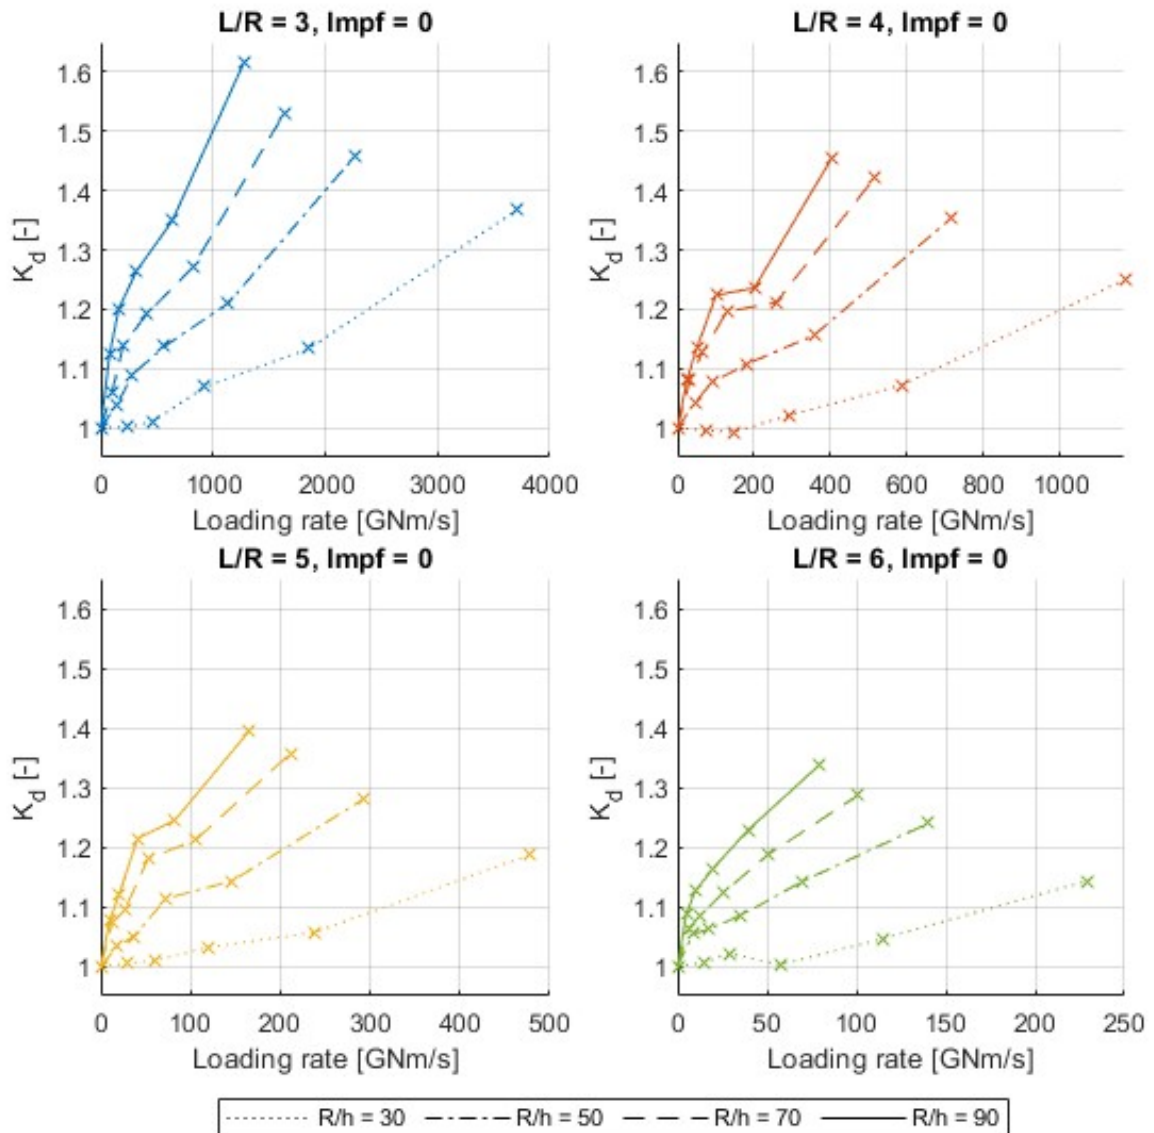 L/R = 3, Impf = 0
1.6
1.5
1.4
1.3
1.2
1.1
1
K_d [-]
0 1000 2000 3000 4000
Loading rate [GNm/s]
L/R = 4, Impf = 0
1.6
1.5
1.4
1.3
1.2
1.1
1
K_d [-]
0 200 400 600 800 1000
Loading rate [GNm/s]
L/R = 5, Impf = 0
1.6
1.5
1.4
1.3
1.2
1.1
1
K_d [-]
0 100 200 300 400 500
Loading rate [GNm/s]
L/R = 6, Impf = 0
1.6
1.5
1.4
1.3
1.2
1.1
1
K_d [-]
0 50 100 150 200 250
Loading rate [GNm/s]
R/h = 30 R/h = 50 R/h = 70 R/h = 90